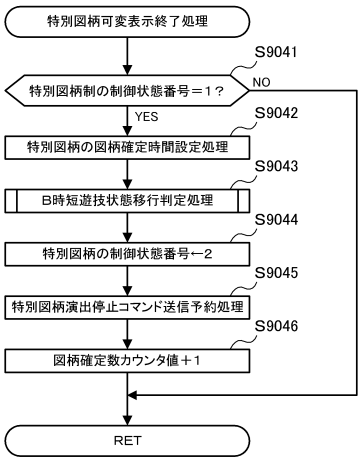 特別図柄可変表示終了処理
S9041
特別図柄制の制御状態番号＝1？
NO
YES
S9042
特別図柄の図柄確定時間設定処理
S9043
B時短遊技状態移行判定処理
S9044
特別図柄の制御状態番号←2
S9045
特別図柄演出停止コマンド送信予約処理
S9046
図柄確定数カウンタ値＋1
RET